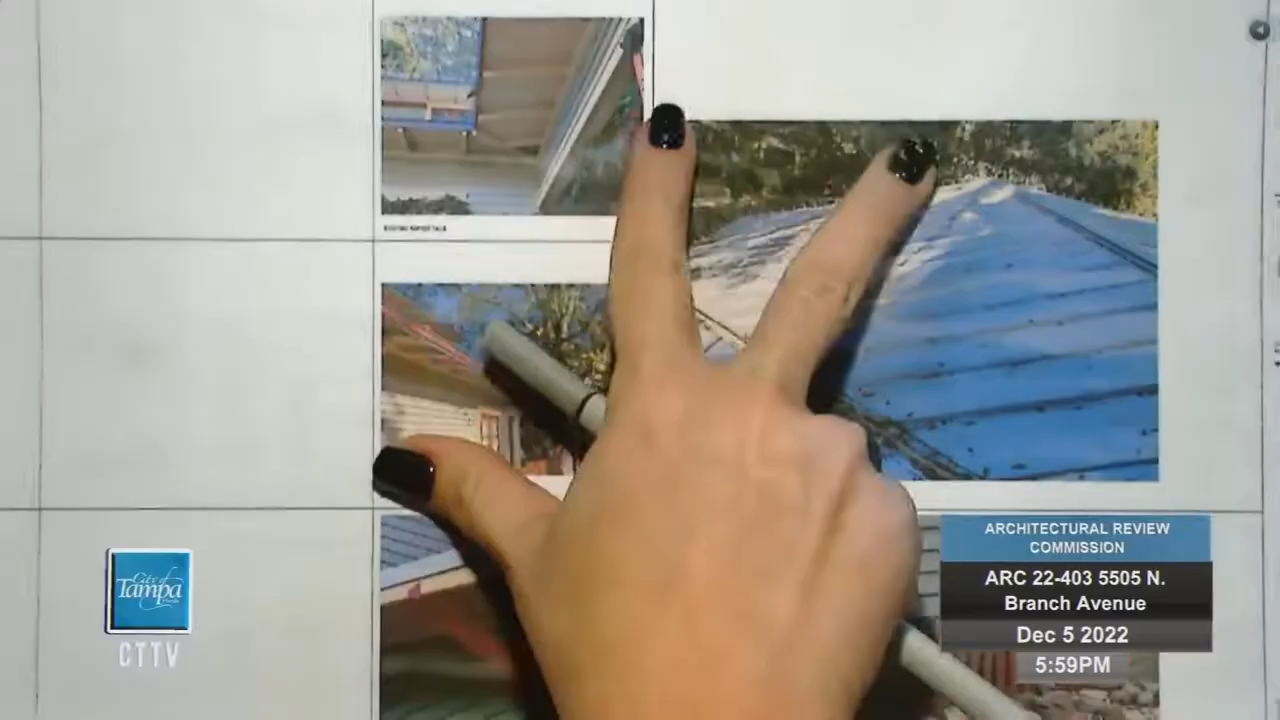 ARCHITECTURAL REVIEW
COMMISSION
ARC 22-403 5505 N.
Branch Avenue
Dec 5 2022
5:59PM
City of
Tampa
CTTV